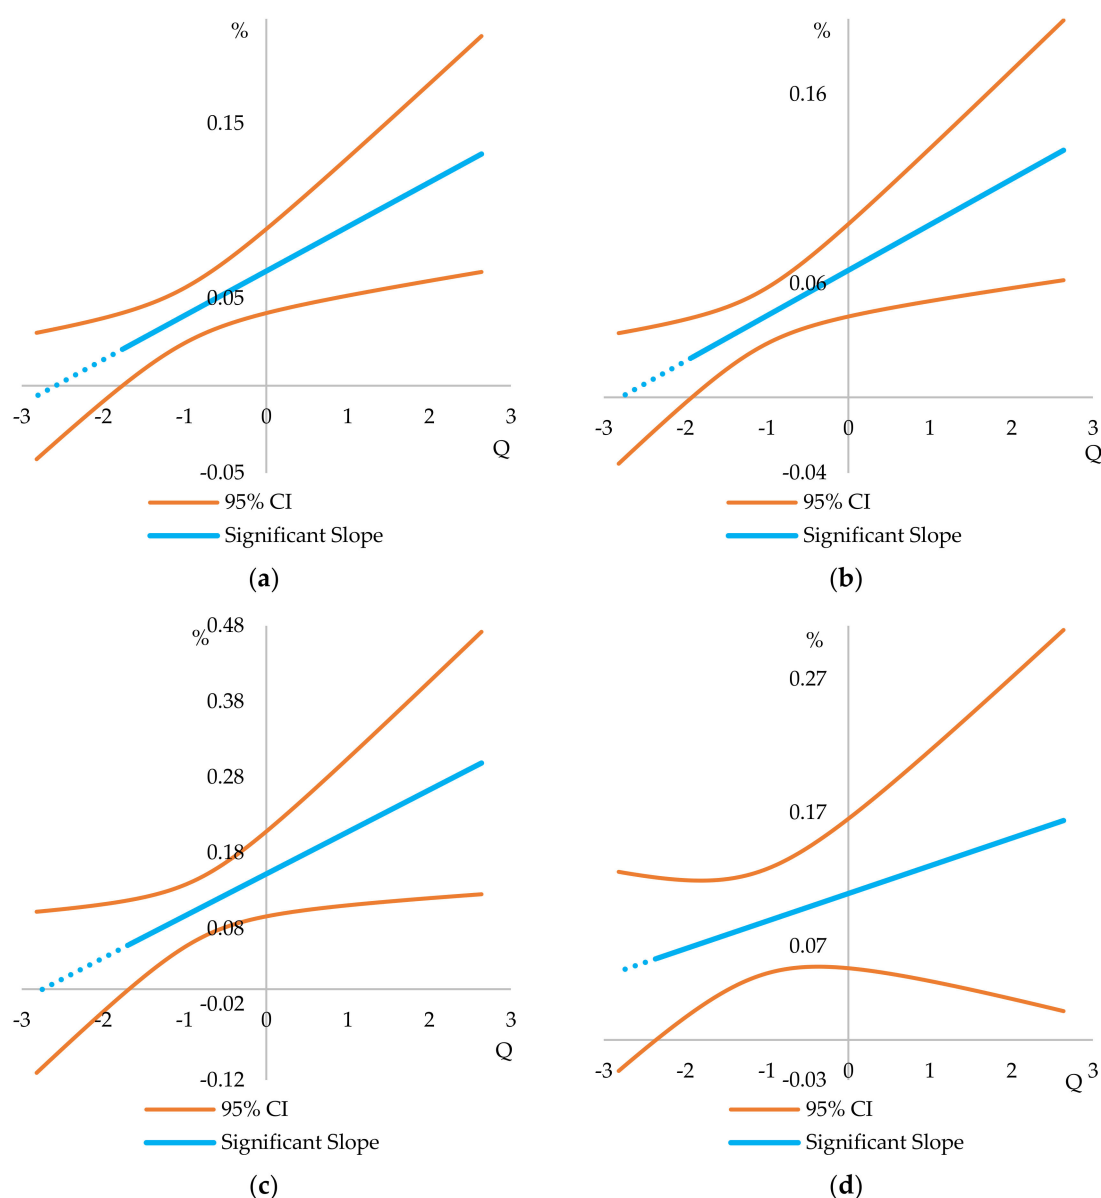 %
0.15
0.05
-3 -2 -1 0 1 2 3
Q
-0.05
95% CI
Significant Slope
(a)
%
0.16
0.06
-3 -2 -1 0 1 2 3
Q
-0.04
95% CI
Significant Slope
(b)
0.48
%
0.38
0.28
0.18
0.08
-0.02
-3 -2 -1 0 1 2 3
Q
-0.12
95% CI
Significant Slope
(c)
%
0.27
0.17
0.07
-3 -2 -1 0 1 2 3
-0.03
Q
95% CI
Significant Slope
(d)